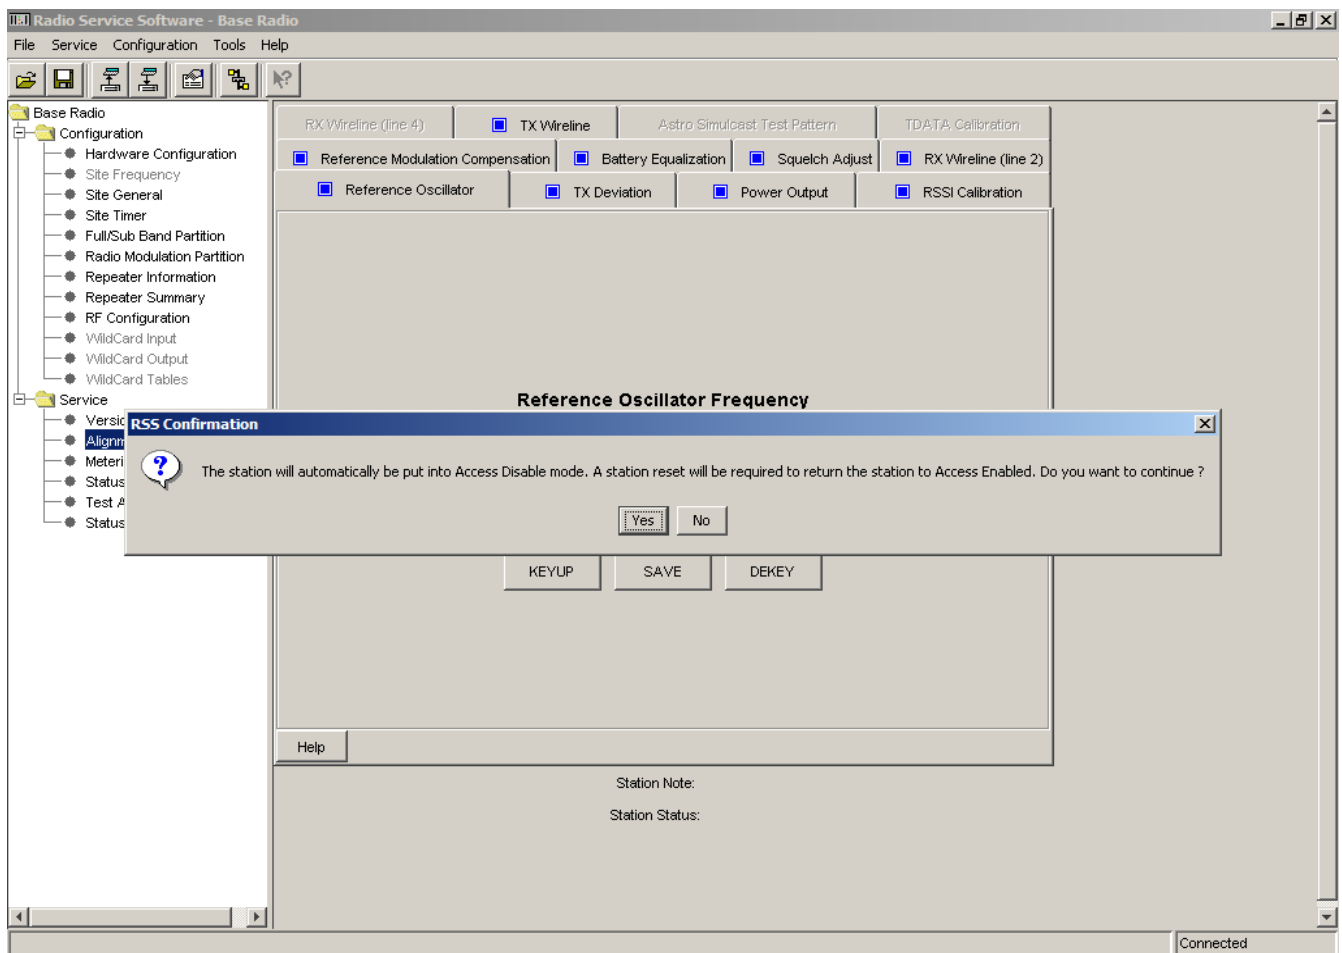 Radio Service Software - Base Radio
File Service Configuration Tools Help
Base Radio
Configuration
Hardware Configuration
Site Frequency
Site General
Site Timer
Full/Sub Band Partition
Radio Modulation Partition
Repeater Information
Repeater Summary
RF Configuration
WildCard Input
WildCard Output
WildCard Tables
Service
Status
Test
Status
RX Wireline (line 4) TX Wireline Astro Simulcast Test Pattern TDATA Calibration
Reference Modulation Compensation Battery Equalization Squelch Adjust RX Wireline (line 2)
Reference Oscillator TX Deviation Power Output RSSI Calibration
Reference Oscillator Frequency
RSS Confirmation
The station will automatically be put into Access Disable mode. A station reset will be required to return the station to Access Enabled. Do you want to continue ?
Yes No
KEYUP SAVE DEKEY
Help
Station Note:
Station Status:
Connected